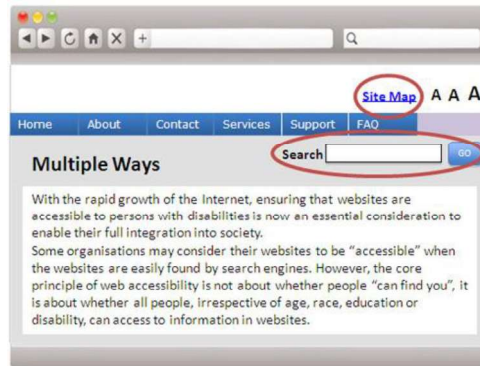 Site Map A A A
Home About Contact Services Support FAQ
Search GO
Multiple Ways
With the rapid growth of the Internet, ensuring that websites are
accessible to persons with disabilities is now an essential consideration to
enable their full integration into society.
Some organisations may consider their websites to be “accessible” when
the websites are easily found by search engines. However, the core
principle of web accessibility is not about whether people “can find you”, it
is about whether all people, irrespective of age, race, education or
disability, can access to information in websites.